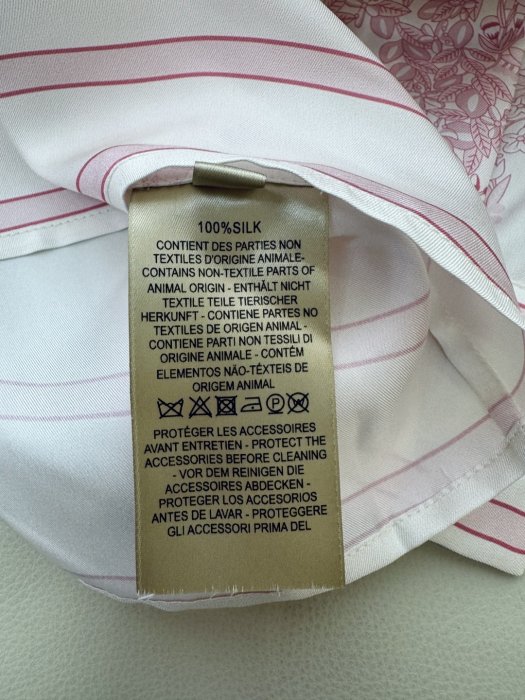 100%SILK
CONTIENT DES PARTIES NON
TEXTILES D'ORIGINE ANIMALE-
CONTAINS NON-TEXTILE PARTS OF
ANIMAL ORIGIN - ENTHÄLT NICHT
TEXTILE TEILE TIERISCHER
HERKUNFT - CONTIENE PARTES NO
TEXTILES DE ORIGEN ANIMAL -
CONTIENE PARTI NON TESSILI DI
ORIGINE ANIMALE - CONTÉM
ELEMENTOS NÃO-TÉXTEIS DE
ORIGEM ANIMAL
P W
PROTÉGER LES ACCESSOIRES
AVANT ENTRETIEN - PROTECT THE
ACCESSORIES BEFORE CLEANING
- VOR DEM REINIGEN DIE
ACCESSOIRES ABDECKEN -
PROTEGER LOS ACCESORIOS
ANTES DE LAVAR - PROTEGGERE
GLI ACCESSORI PRIMA DEL